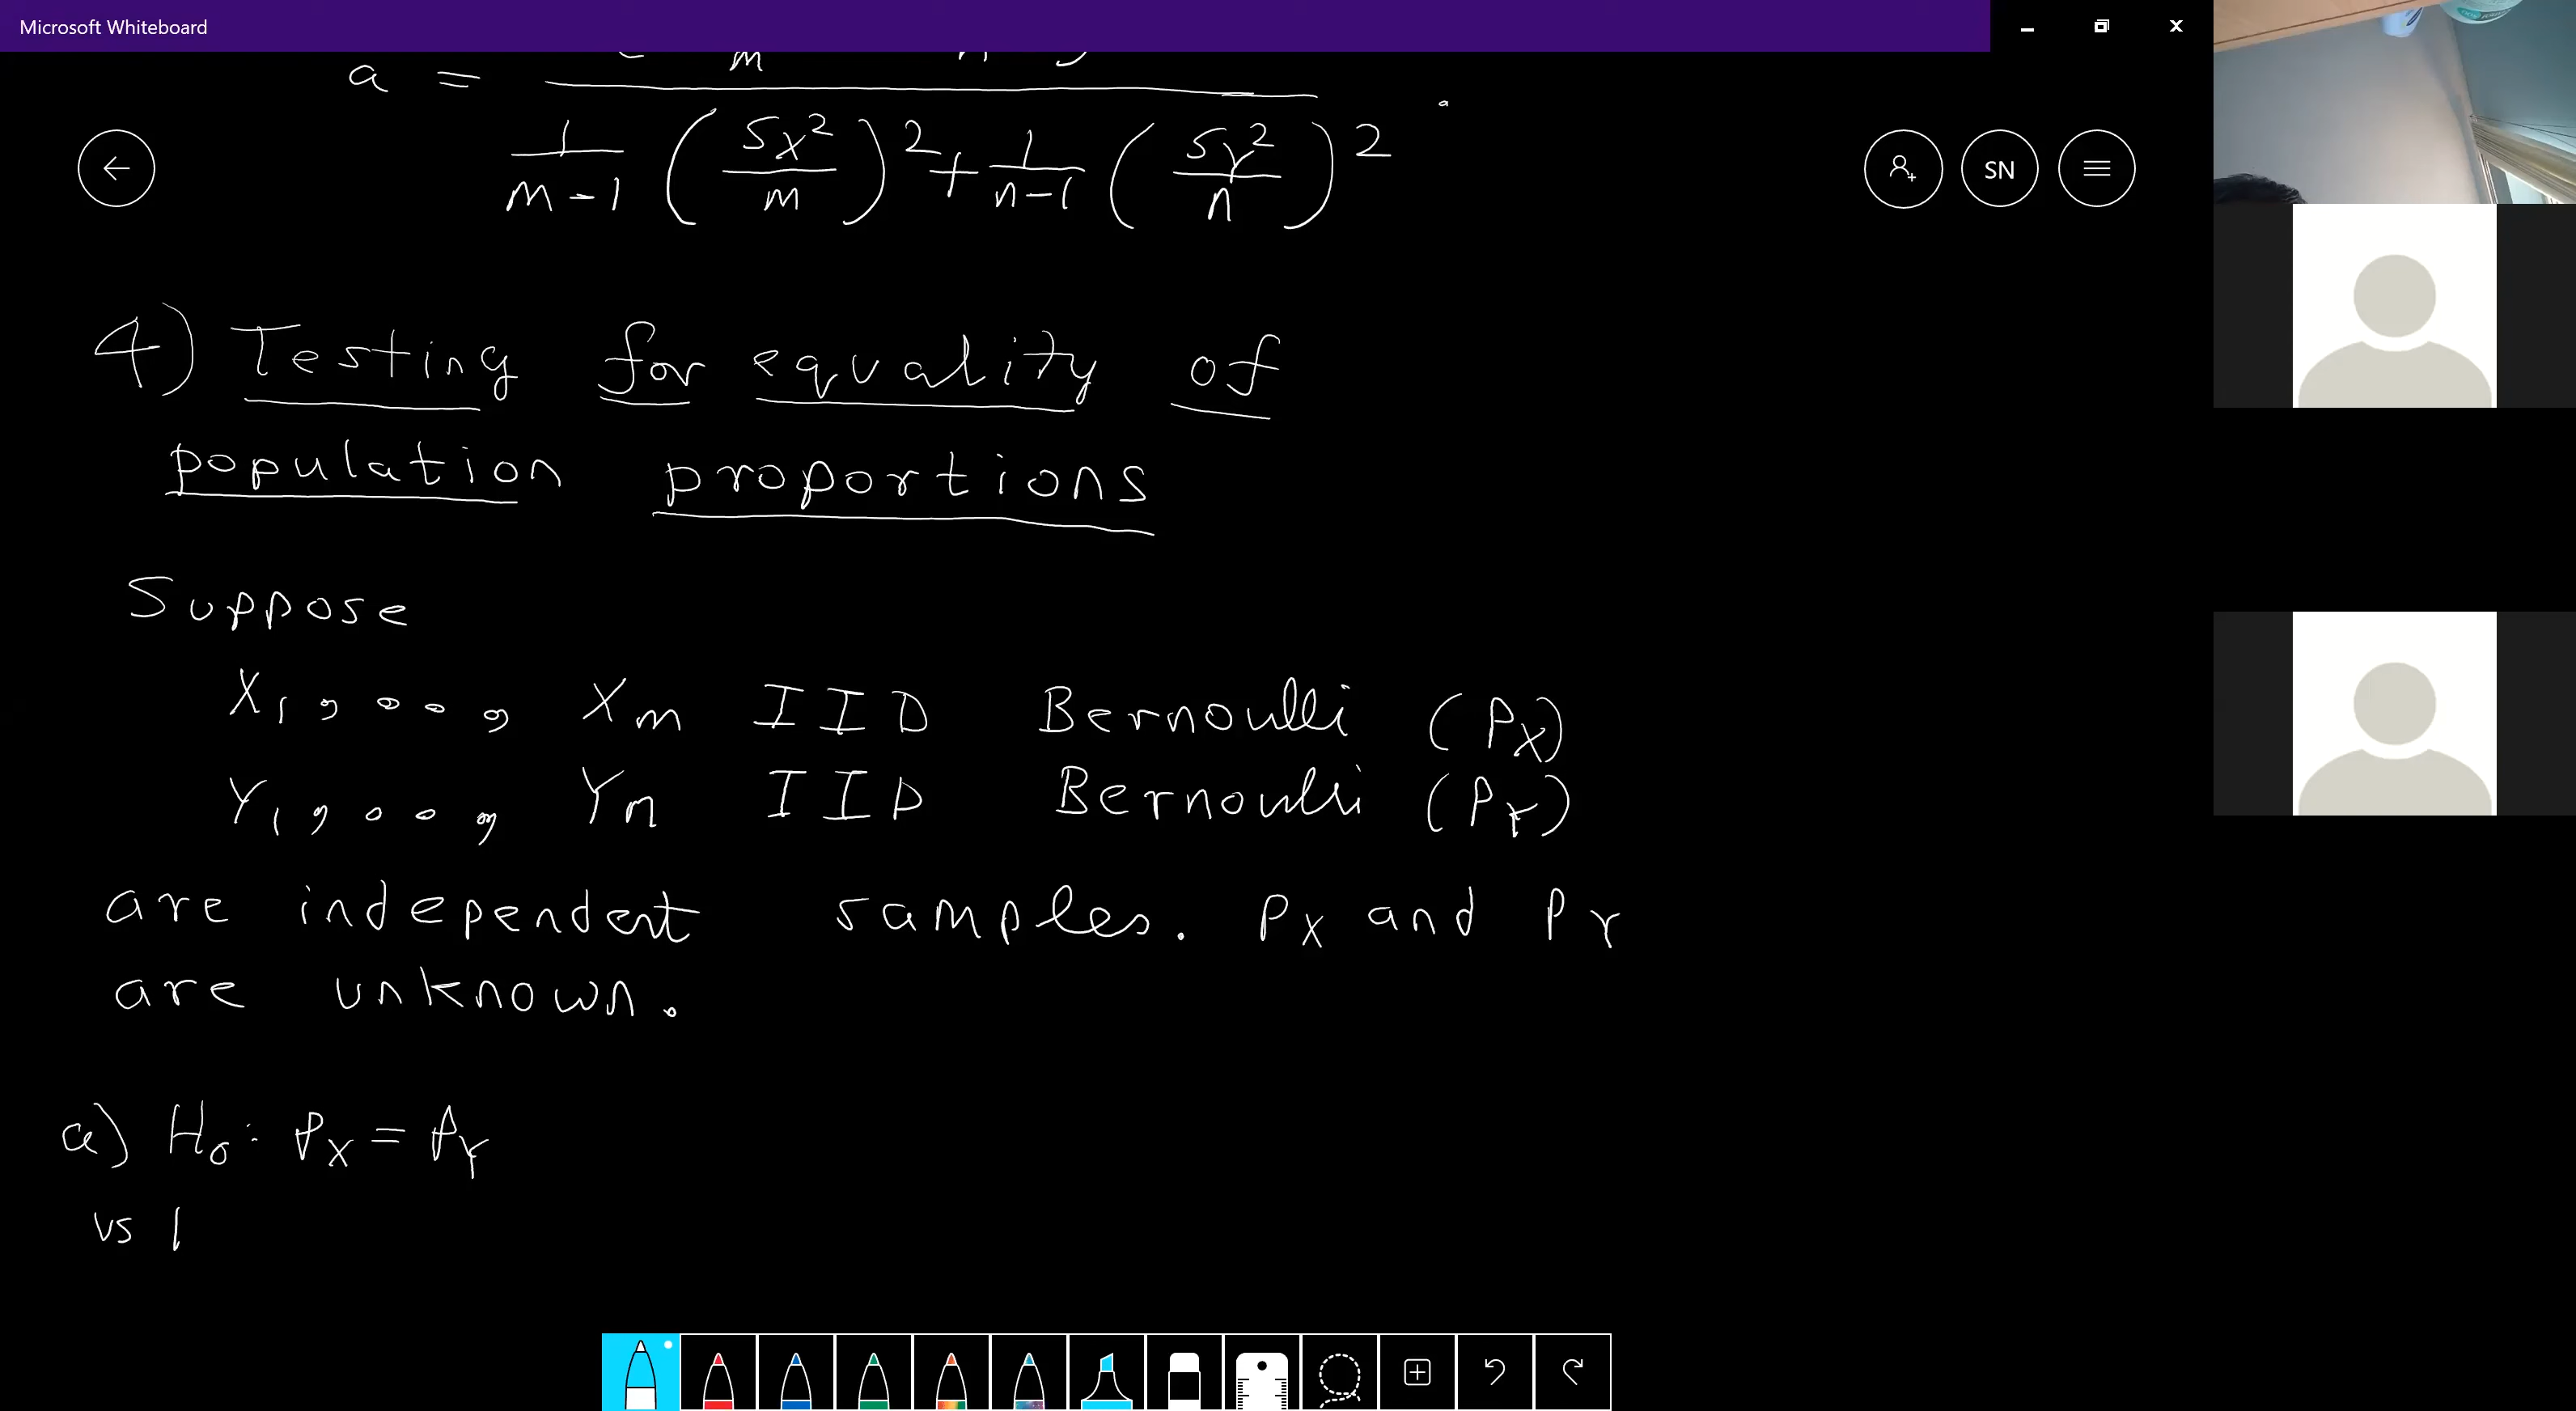 Microsoft Whiteboard
a = 
m
1/(m-1) (Sx²/m)² + 1/(n-1) (SY²/n)²
SN
4) Testing for equality of
population proportions
Suppose
X1, ..., Xm IID Bernoulli (PX)
Y1, ..., Yn IID Bernoulli (PY)
are independent samples. PX and PY
are unknown.
a) H0: PX = PY
vs